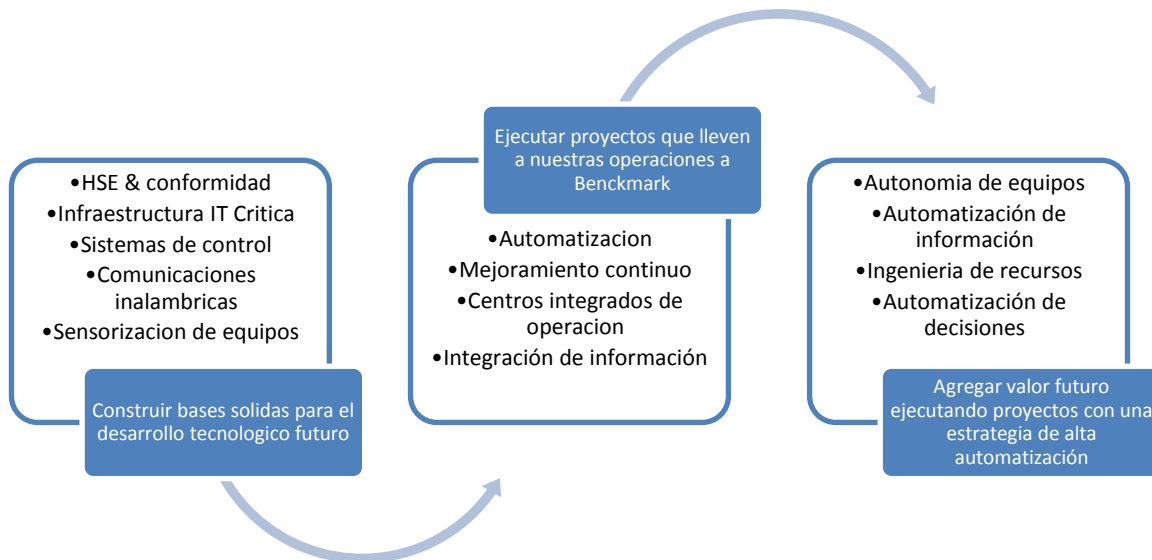 •HSE & conformidad
•Infraestructura IT Critica
•Sistemas de control
•Comunicaciones
inalambricas
•Sensorizacion de equipos
Construir bases solidas para el
desarrollo tecnologico futuro
Ejecutar proyectos que lleven
a nuestras operaciones a
Benckmark
•Automatizacion
•Mejoramiento continuo
•Centros integrados de
operacion
•Integración de información
•Autonomia de equipos
•Automatización de
información
•Ingenieria de recursos
•Automatización de
decisiones
Agregar valor futuro
ejecutando proyectos con una
estrategia de alta
automatización